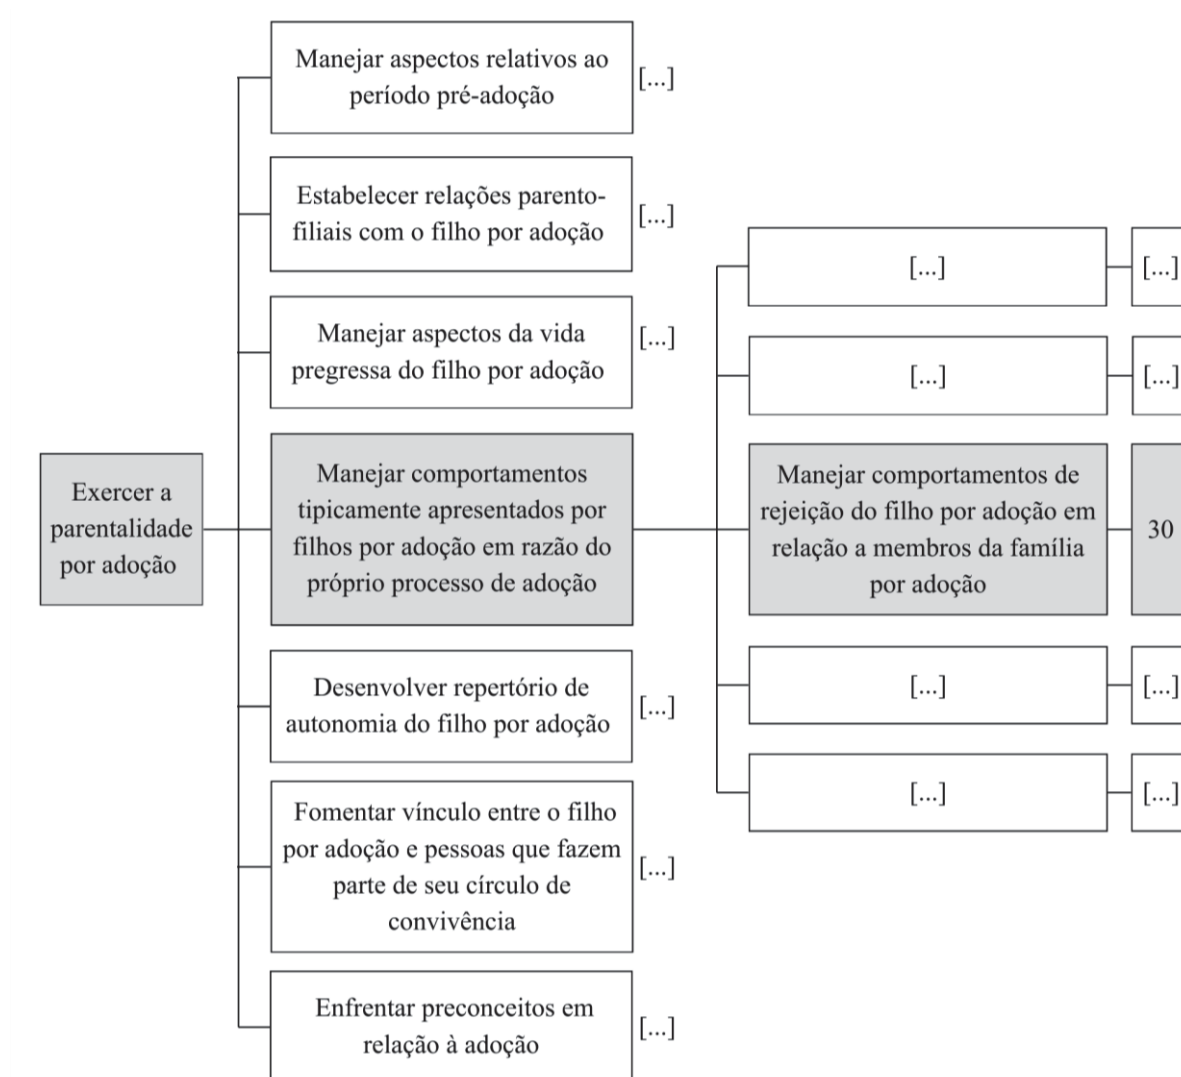 Manejar aspectos relativos ao
período pré-adoção
[...]
Estabelecer relações parento-
filiais com o filho por adoção
[...]
Manejar aspectos da vida
pregressa do filho por adoção
[...]
Exercer a
parentalidade
por adoção
Manejar comportamentos
tipicamente apresentados por
filhos por adoção em razão do
próprio processo de adoção
Desenvolver repertório de
autonomia do filho por adoção
[...]
Fomentar vínculo entre o filho
por adoção e pessoas que fazem
parte de seu círculo de
convivência
[...]
Enfrentar preconceitos em
relação à adoção
[...]
[...]
[...]
[...]
[...]
Manejar comportamentos de
rejeição do filho por adoção em
relação a membros da família
por adoção
30
[...]
[...]
[...]
[...]